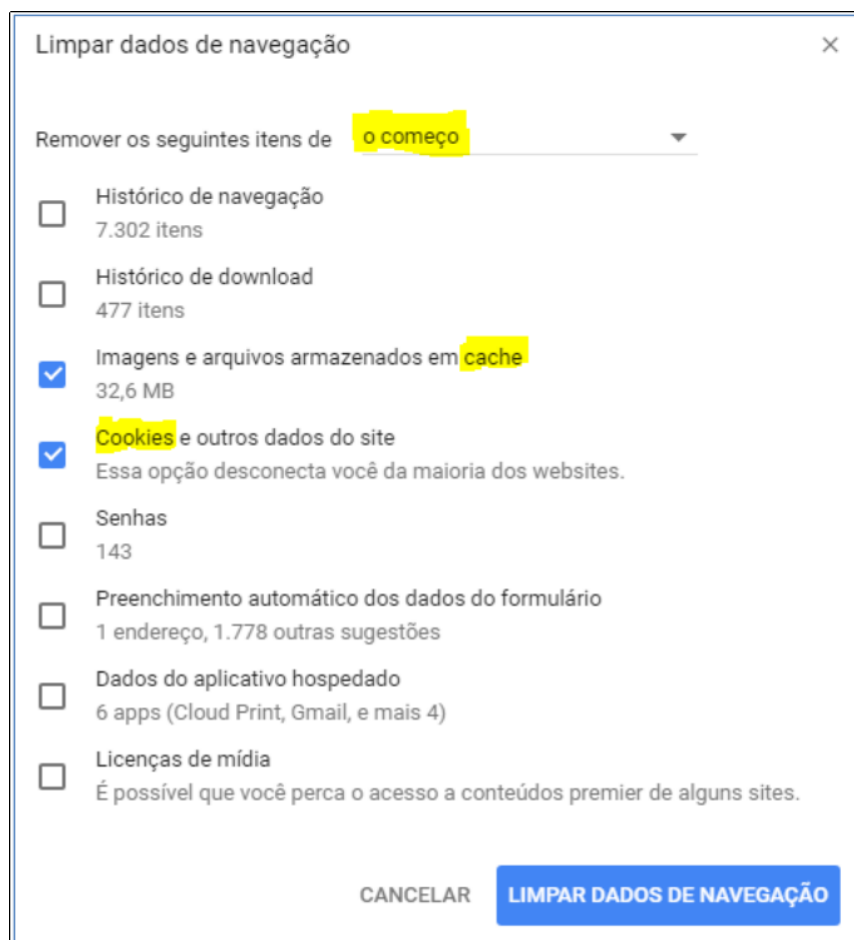 Limpar dados de navegação
Remover os seguintes itens de o começo
Histórico de navegação
7.302 itens
Histórico de download
477 itens
Imagens e arquivos armazenados em cache
32,6 MB
Cookies e outros dados do site
Essa opção desconecta você da maioria dos websites.
Senhas
143
Preenchimento automático dos dados do formulário
1 endereço, 1.778 outras sugestões
Dados do aplicativo hospedado
6 apps (Cloud Print, Gmail, e mais 4)
Licenças de mídia
É possível que você perca o acesso a conteúdos premier de alguns sites.
CANCELAR LIMPAR DADOS DE NAVEGAÇÃO